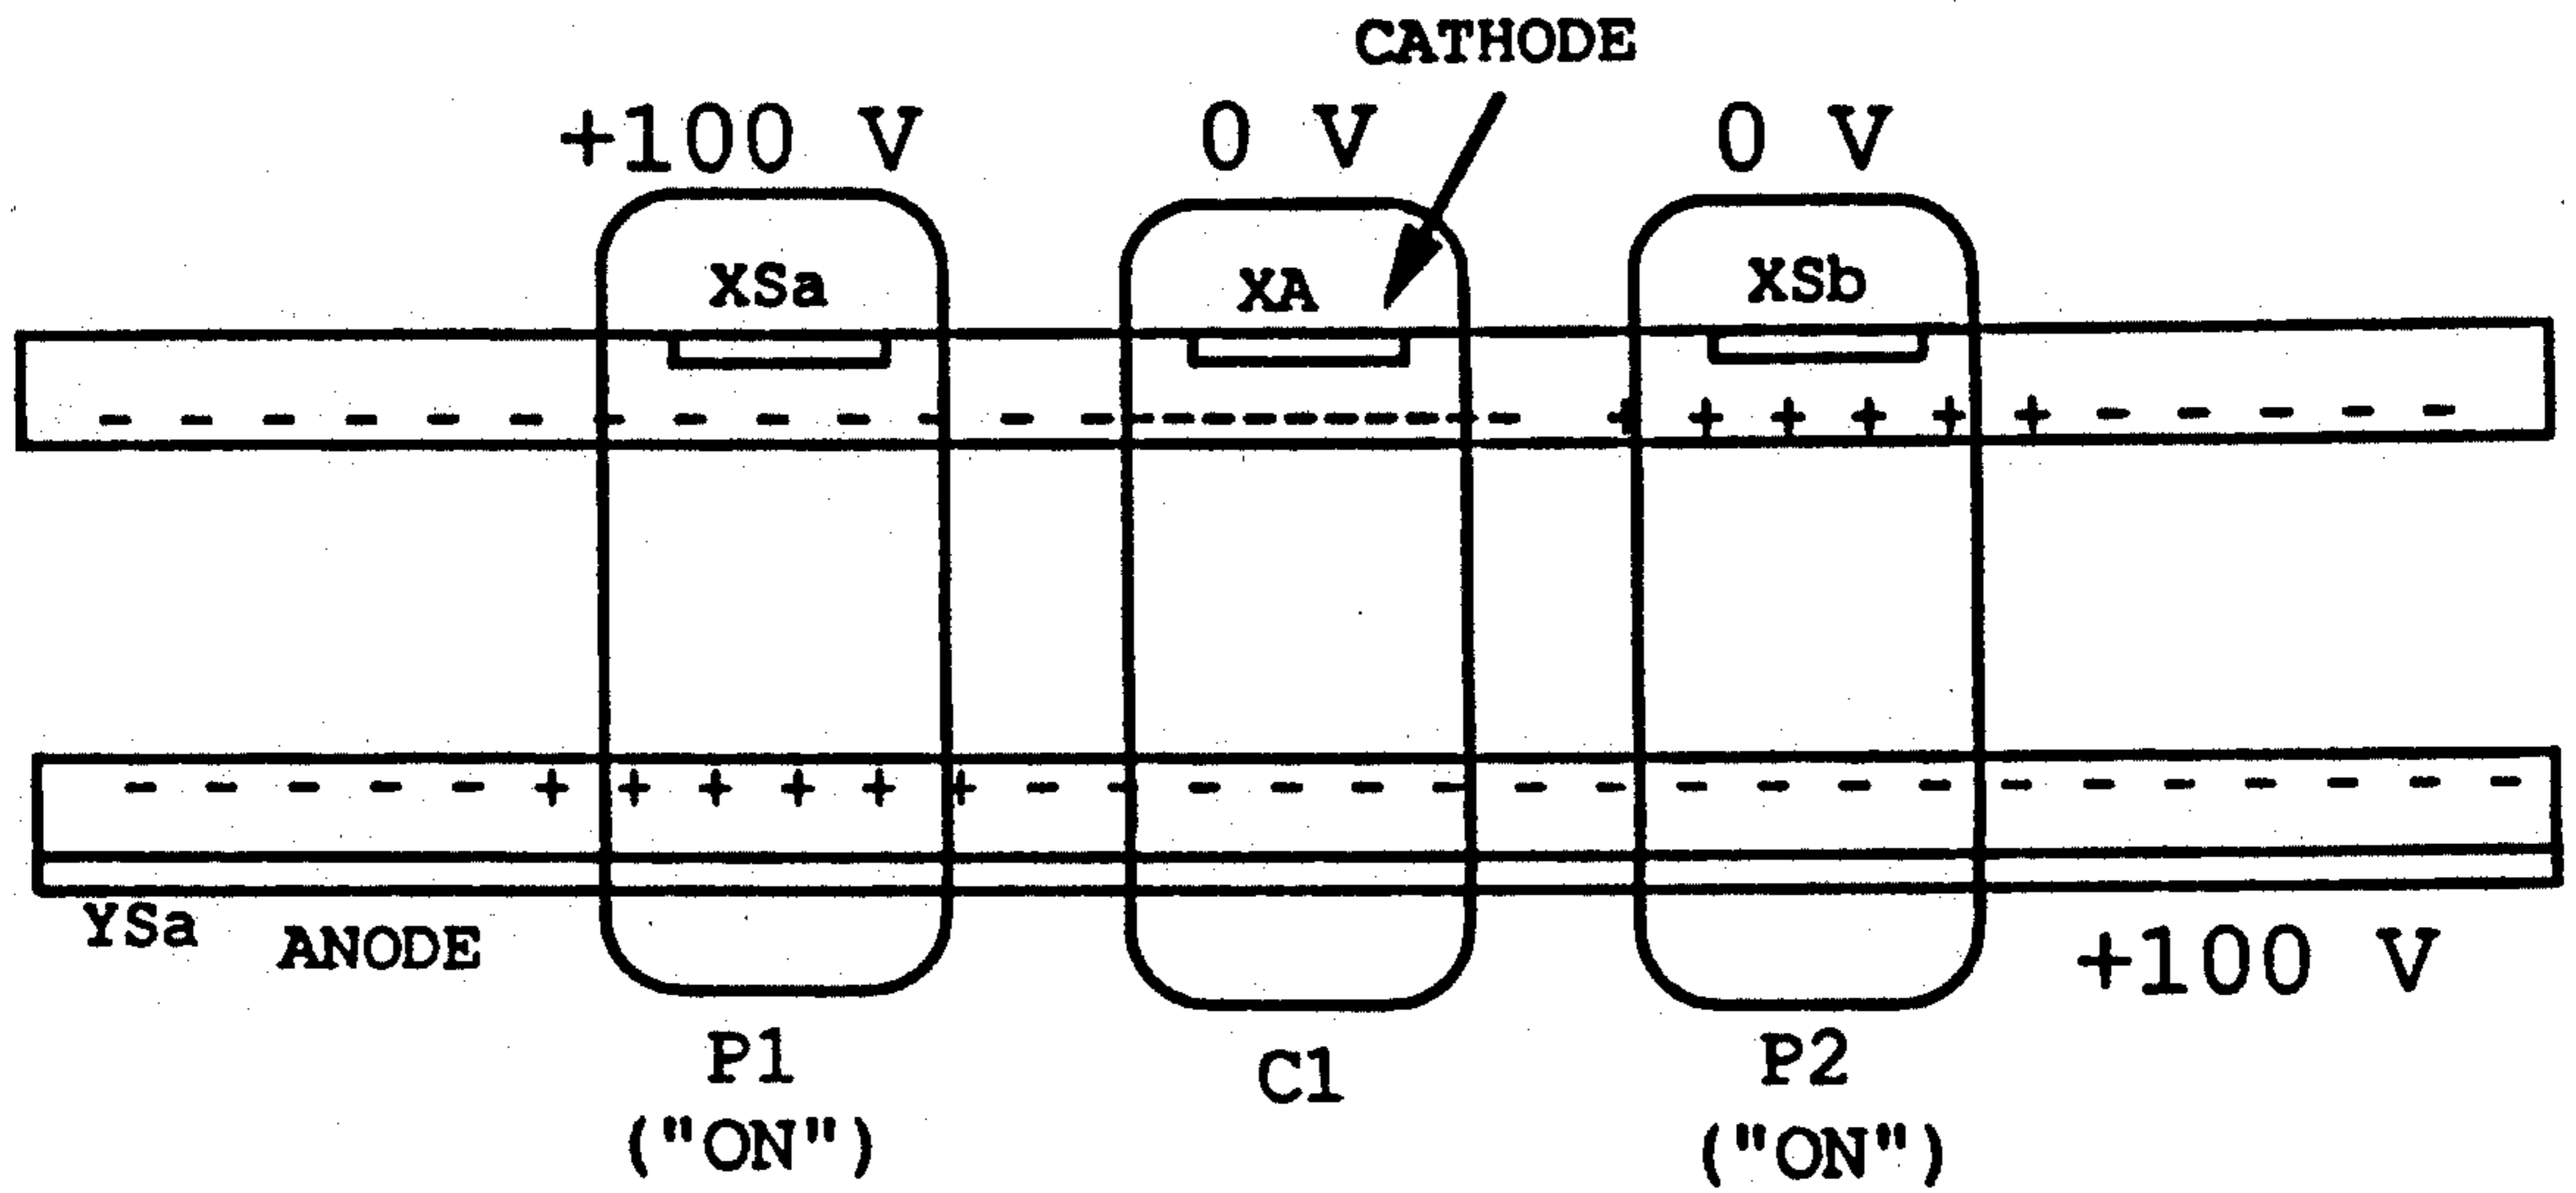 CATHODE
+100 V 0 V 0 V
XSa XA XSb
- - - - - - - - - - - - - ---------- + + + + + + - - - - -
- - - - - + + + + + + - - - - - - - - - - - - - - - - - - -
YSa ANODE +100 V
P1 C1 P2
("ON") ("ON")